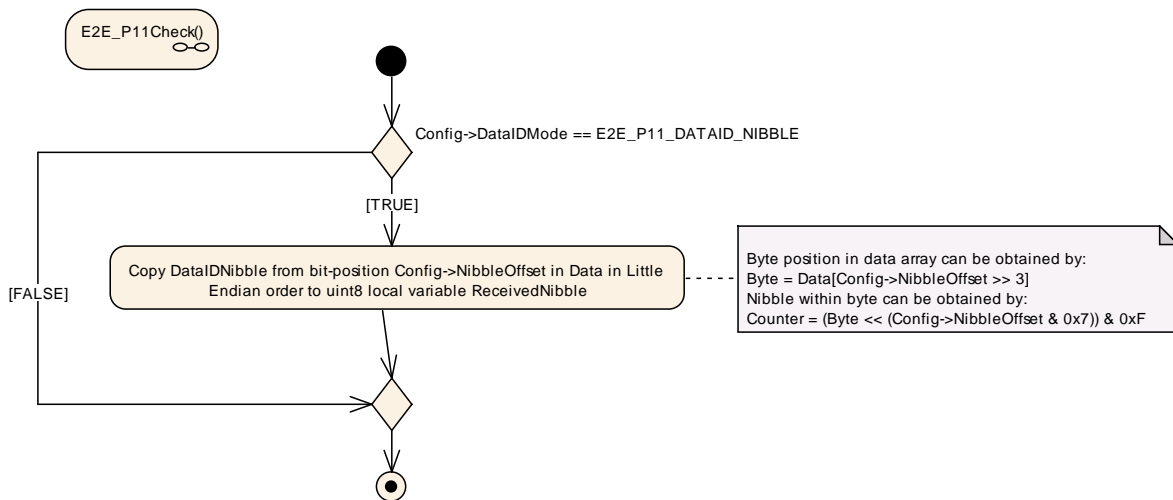 E2E_P11Check()
Config->DataIDMode == E2E_P11_DATAID_NIBBLE
[TRUE]
Copy DataIDNibble from bit-position Config->NibbleOffset in Data in Little
Endian order to uint8 local variable ReceivedNibble
Byte position in data array can be obtained by:
Byte = Data[Config->NibbleOffset >> 3]
Nibble within byte can be obtained by:
Counter = (Byte << (Config->NibbleOffset & 0x7)) & 0xF
[FALSE]